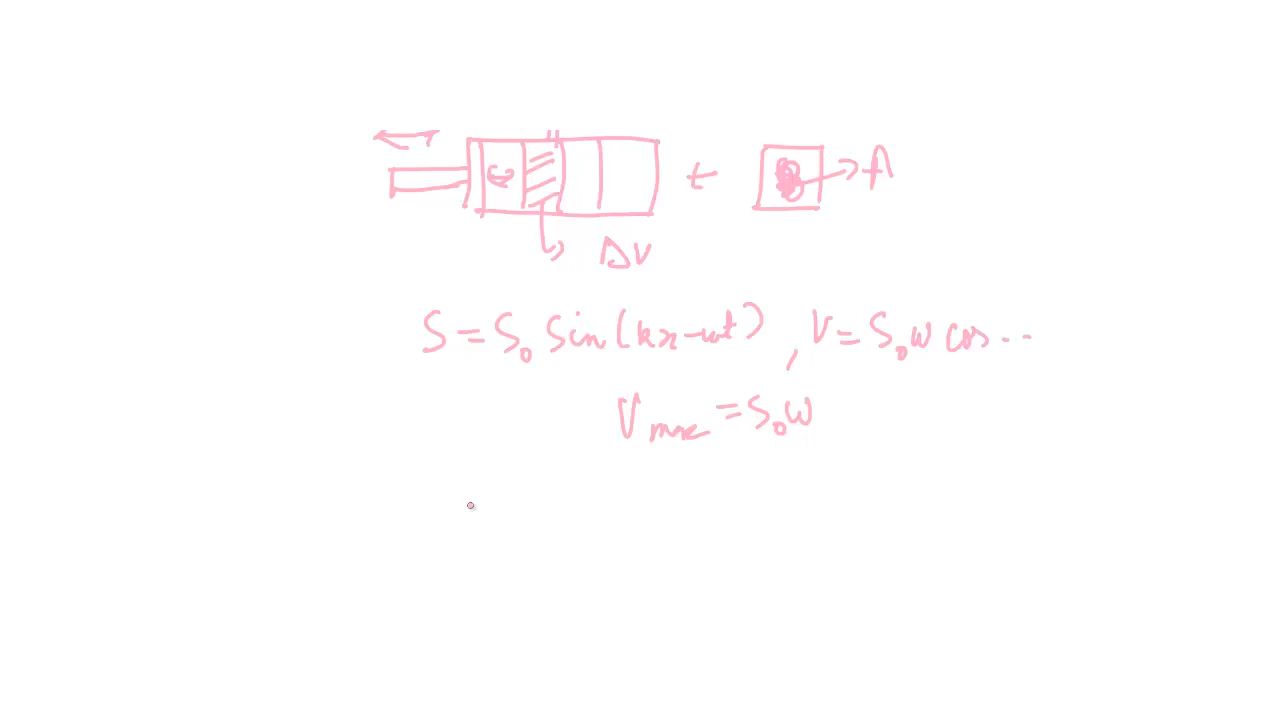 A
ΔV
S = S₀ Sin(kx-ωt) , V = S₀ω cos ...
Vmax = S₀ω